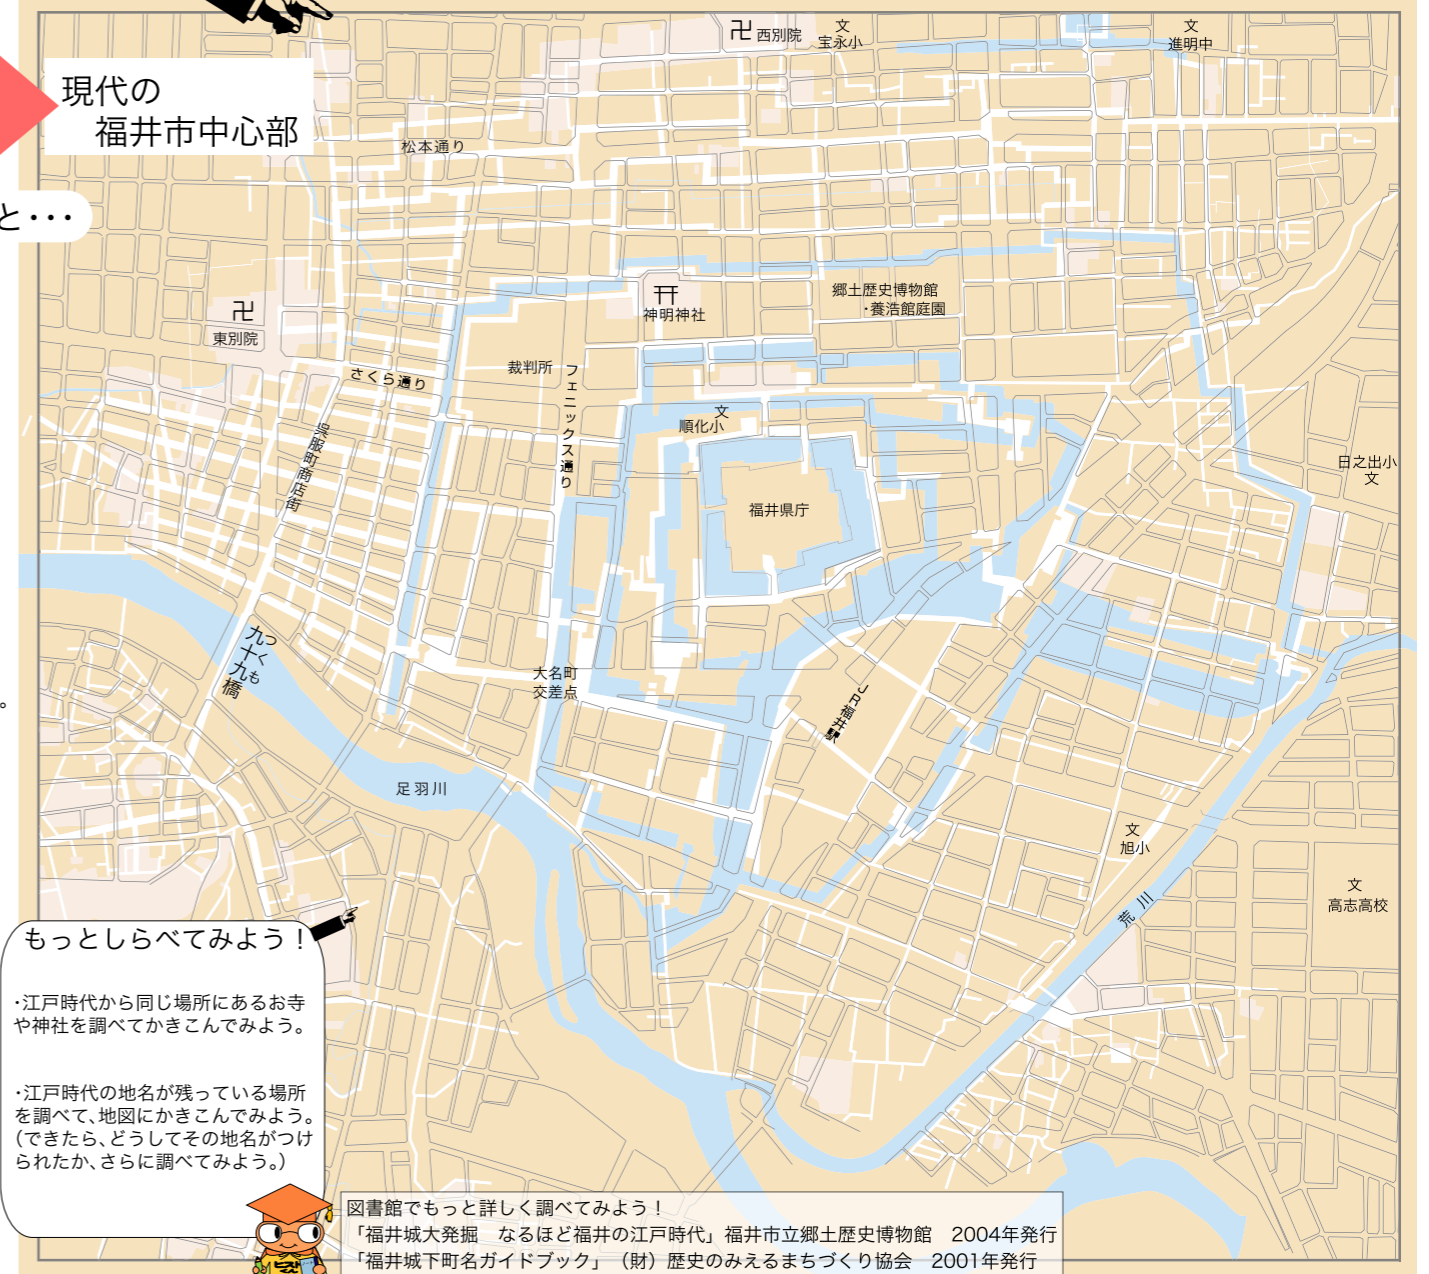 現代の
福井市中心部
と・・・
。
卍 西別院
文
宝永小
文
進明中
松本通り
卍
東別院
神明神社
郷土歴史博物館
・養浩館庭園
裁判所
フェニックス通り
さくら通り
呉服町商店街
文
順化小
福井県庁
日之出小
文
九十九橋
つくも
大名町
交差点
JR福井駅
足羽川
文
旭小
荒川
文
高志高校
もっとしらべてみよう！
・江戸時代から同じ場所にあるお寺
や神社を調べてかきこんでみよう。
・江戸時代の地名が残っている場所
を調べて、地図にかきこんでみよう。
（できたら、どうしてその地名がつけ
られたか、さらに調べてみよう。）
図書館でもっと詳しく調べてみよう！
「福井城大発掘　なるほど福井の江戸時代」福井市立郷土歴史博物館　2004年発行
「福井城下町名ガイドブック」（財）歴史のみえるまちづくり協会　2001年発行